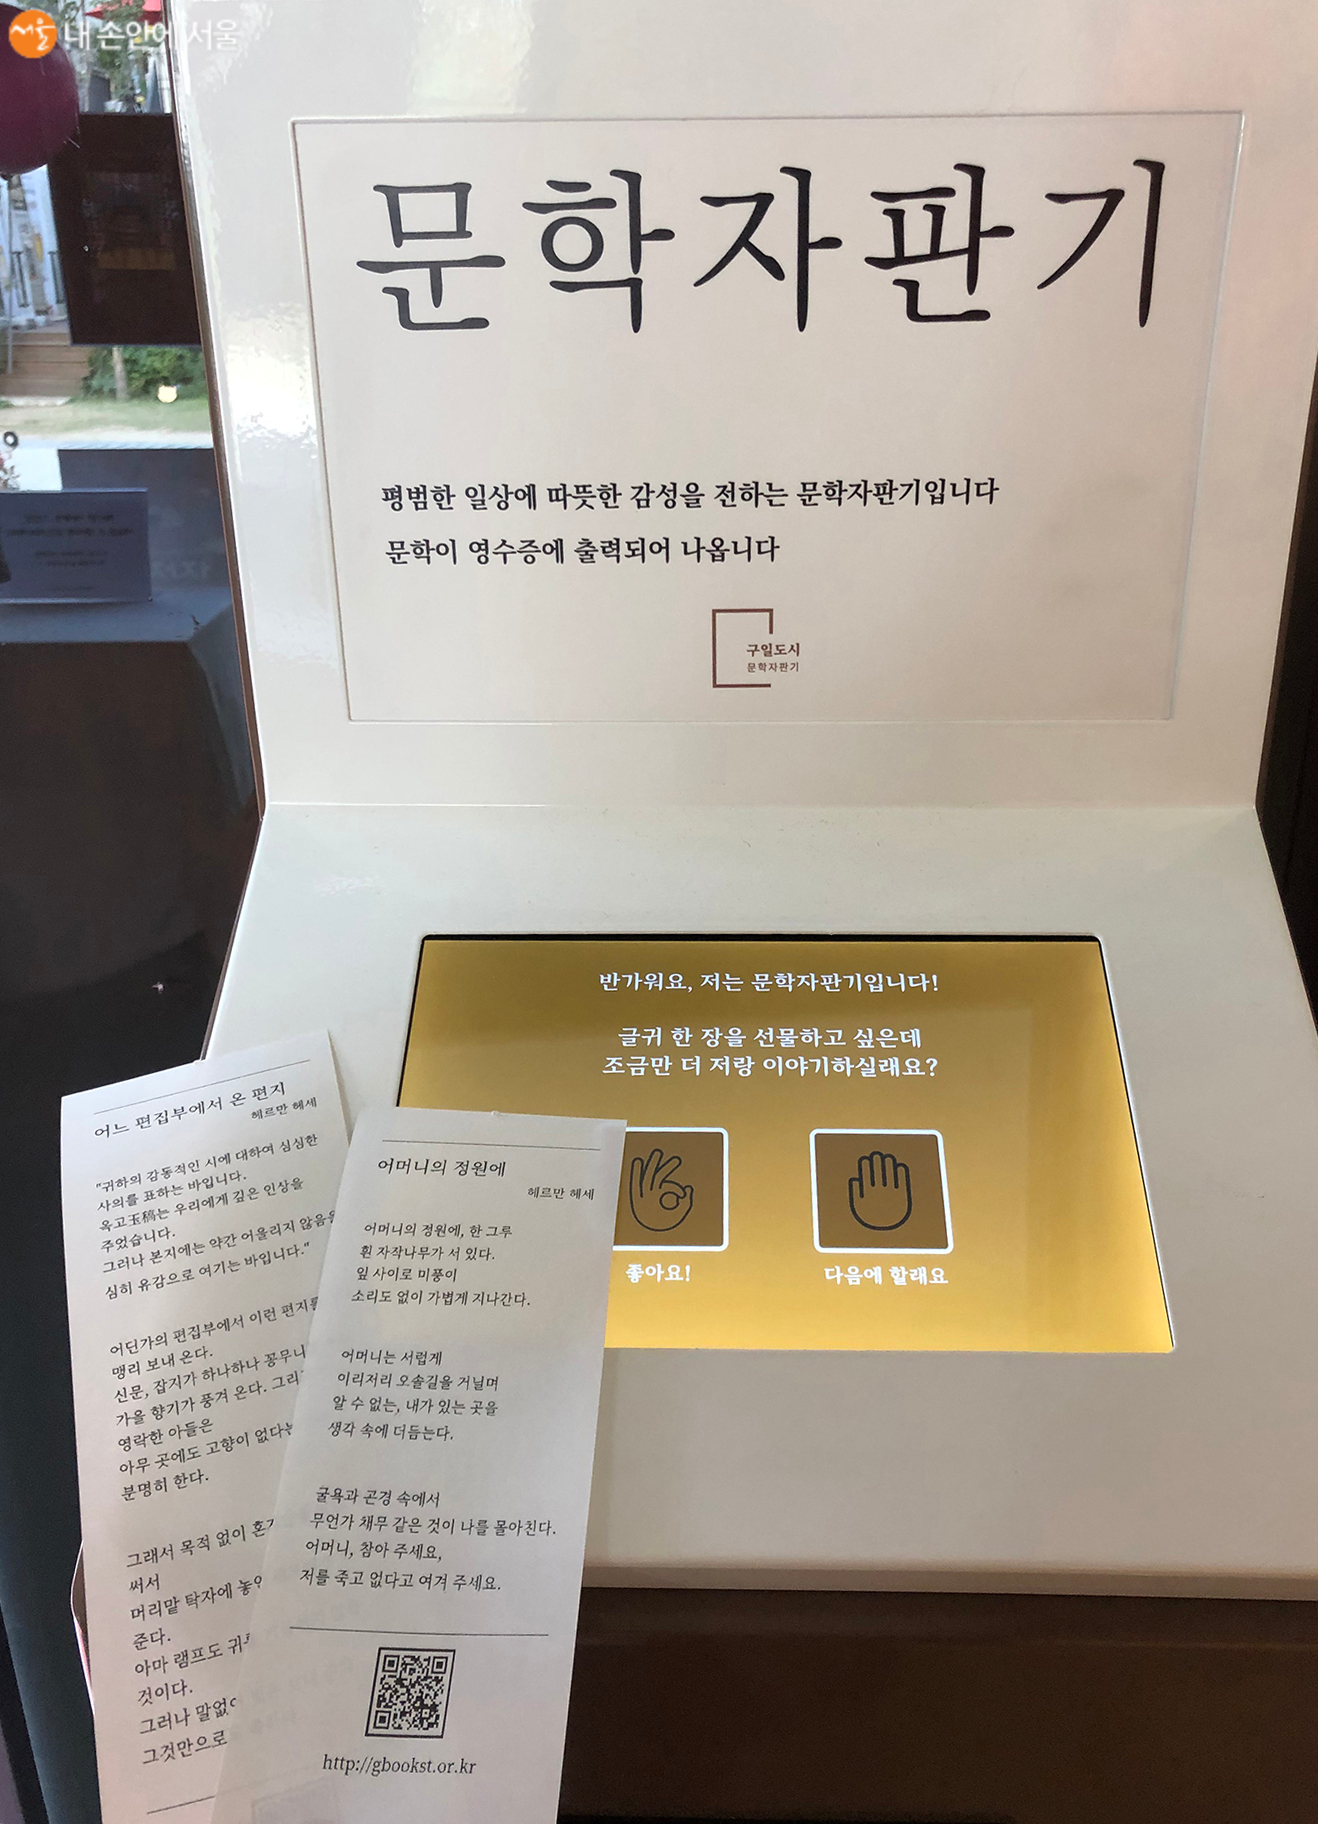 서울 내 손안에 서울
문학자판기
평범한 일상에 따뜻한 감성을 전하는 문학자판기입니다
문학이 영수증에 출력되어 나옵니다
구일도시
문학자판기
반가워요, 저는 문학자판기입니다!
글귀 한 장을 선물하고 싶은데
조금만 더 저랑 이야기하실래요?
좋아요!
다음에 할래요
어느 편집부에서 온 편지
헤르만 헤세
"귀하의 감동적인 시에 대하여 심심한
사의를 표하는 바입니다.
옥고玉稿는 우리에게 깊은 인상을
주었습니다.
그러나 본지에는 약간 어울리지 않음을
심히 유감으로 여기는 바입니다."
어딘가의 편집부에서 이런 편지를
맹리 보내 온다.
신문, 잡지가 하나하나 꽁무니
가을 향기가 풍겨 온다. 그리
영락한 아들은
아무 곳에도 고향이 없다는
분명히 한다.
그래서 목적 없이
써서
머리맡 탁자에
준다.
아마 램프도
것이다.
그러나
그것만으로
어머니의 정원에
헤르만 헤세
어머니의 정원에, 한 그루
흰 자작나무가 서 있다.
잎 사이로 미풍이
소리도 없이 가볍게 지나간다.
어머니는 서럽게
이리저리 오솔길을 거닐며
알 수 없는, 내가 있는 곳을
생각 속에 더듬는다.
굴욕과 곤경 속에서
무언가 채무 같은 것이 나를 몰아친다.
어머니, 참아 주세요,
저를 죽고 없다고 여겨 주세요.
http://gbookst.or.kr